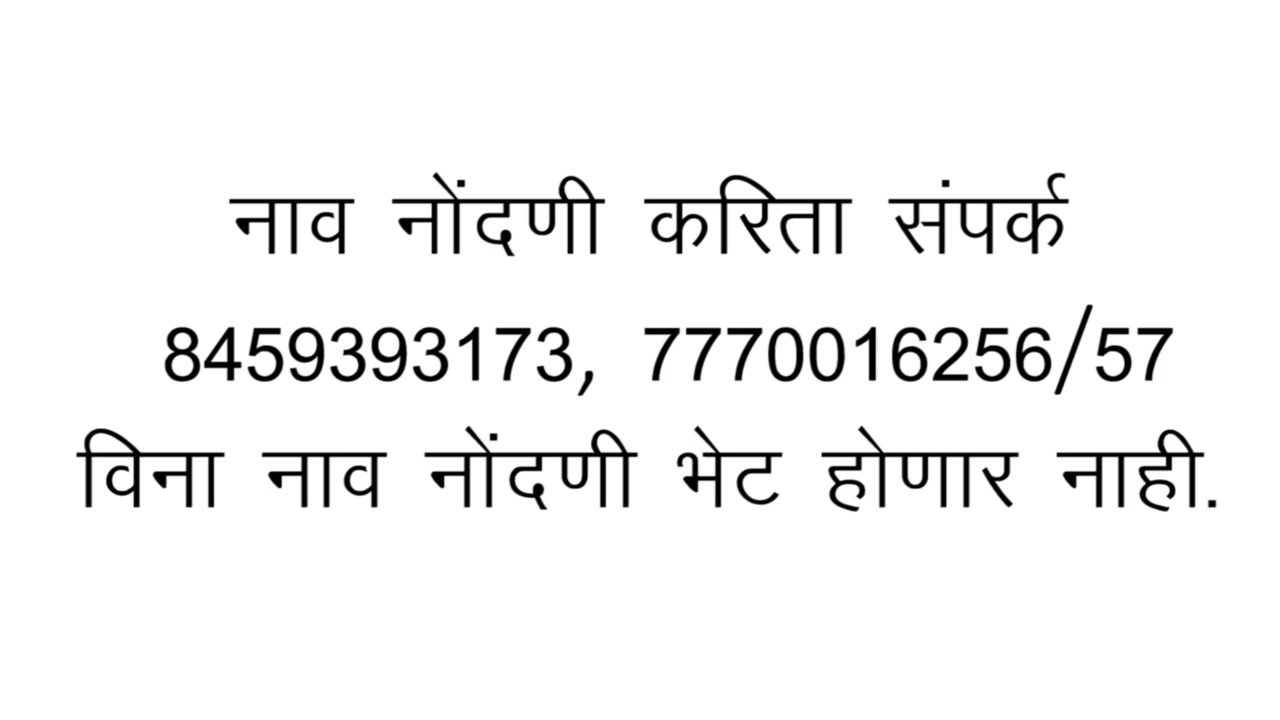 नाव नोंदणी करिता संपर्क
8459393173, 7770016256/57
विना नाव नोंदणी भेट होणार नाही.